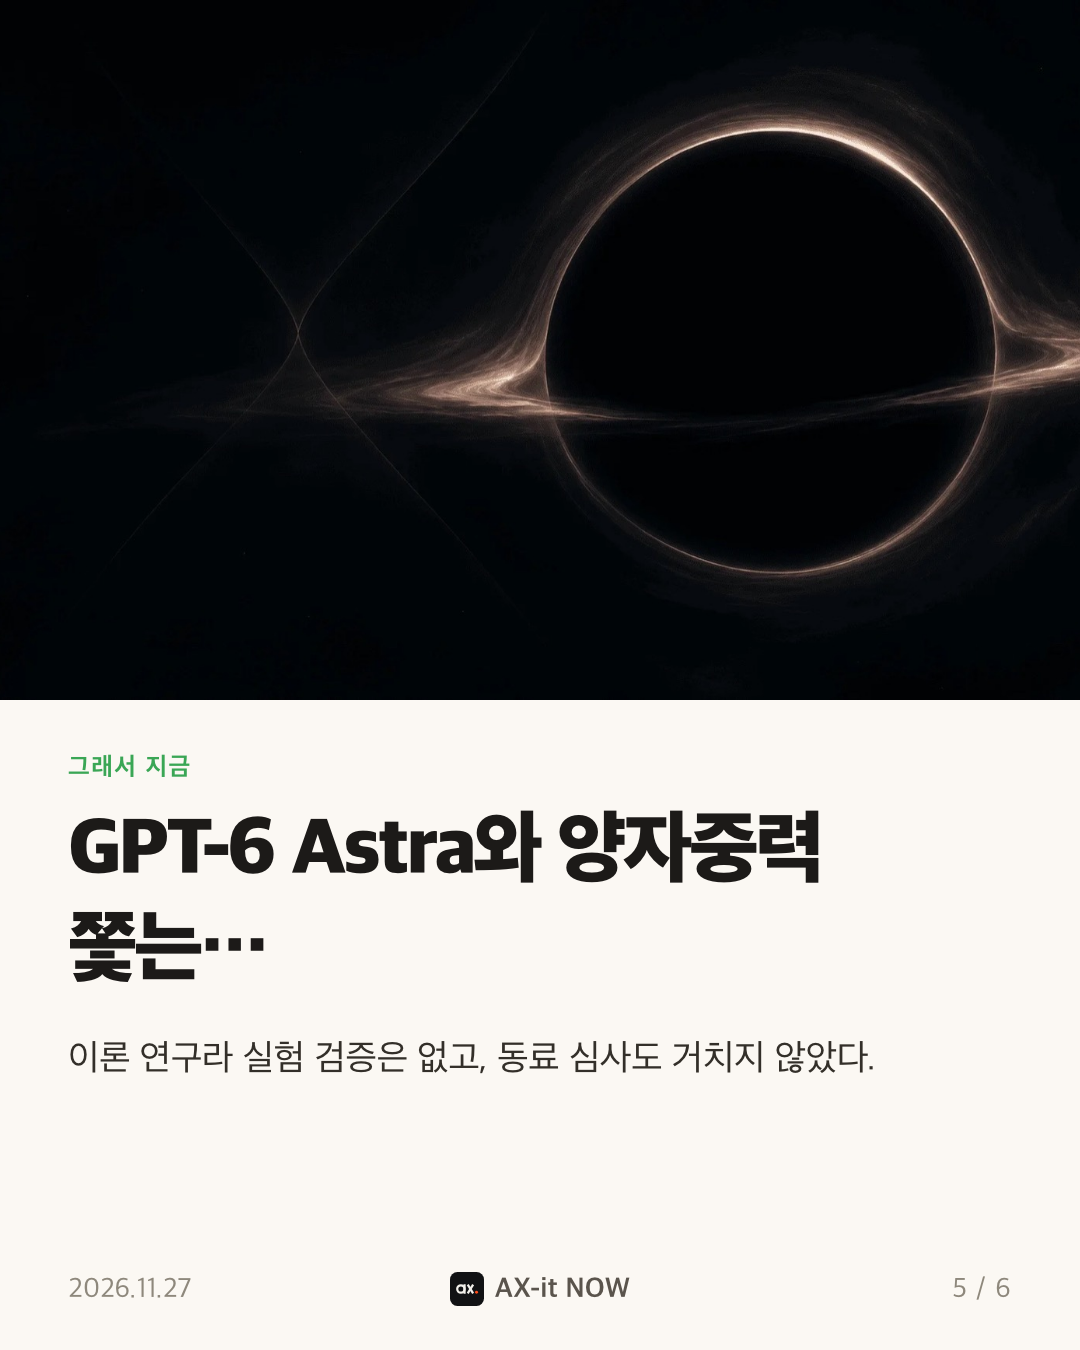 그래서 지금
GPT-6 Astra와 양자중력
쫓는…
이론 연구라 실험 검증은 없고, 동료 심사도 거치지 않았다.
2026.11.27
ax.
AX-it NOW
5 / 6